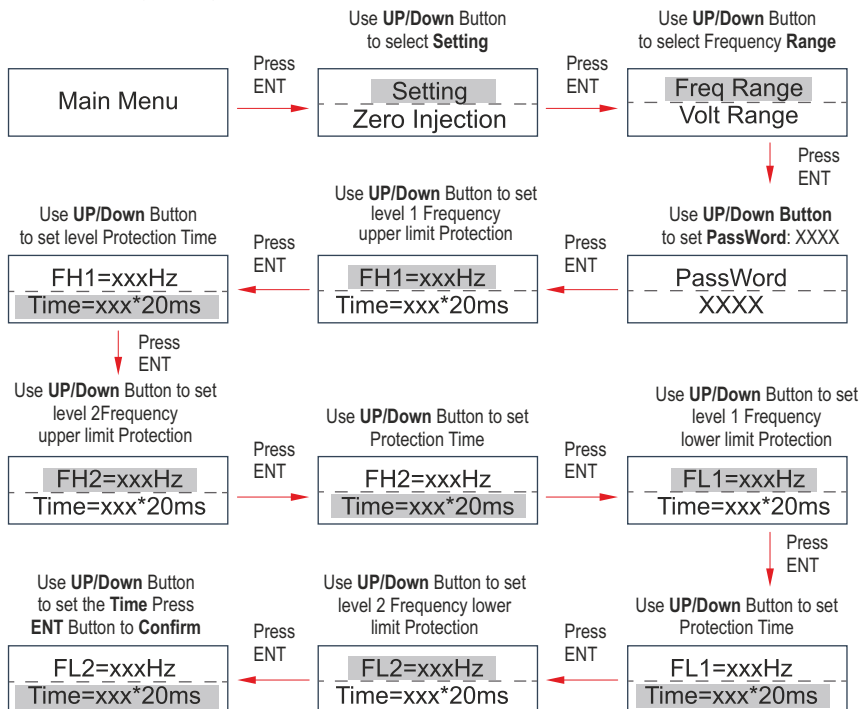 Use UP/Down Button
to select Setting
Use UP/Down Button
to select Frequency Range
Main Menu
Press
ENT
Setting
Zero Injection
Press
ENT
Freq Range
Volt Range
Press
ENT
Use UP/Down Button
to set PassWord: XXXX
PassWord
XXXX
Press
ENT
Use UP/Down Button to set
level 1 Frequency
upper limit Protection
FH1=xxxHz
Time=xxx*20ms
Press
ENT
Use UP/Down Button
to set level Protection Time
FH1=xxxHz
Time=xxx*20ms
Press
ENT
Use UP/Down Button to set
level 2Frequency
upper limit Protection
FH2=xxxHz
Time=xxx*20ms
Press
ENT
Use UP/Down Button to set
Protection Time
FH2=xxxHz
Time=xxx*20ms
Press
ENT
Use UP/Down Button to set
level 1 Frequency
lower limit Protection
FL1=xxxHz
Time=xxx*20ms
Press
ENT
Use UP/Down Button to set
Protection Time
FL1=xxxHz
Time=xxx*20ms
Press
ENT
Use UP/Down Button to set
level 2 Frequency lower
limit Protection
FL2=xxxHz
Time=xxx*20ms
Press
ENT
Use UP/Down Button
to set the Time Press
ENT Button to Confirm
FL2=xxxHz
Time=xxx*20ms